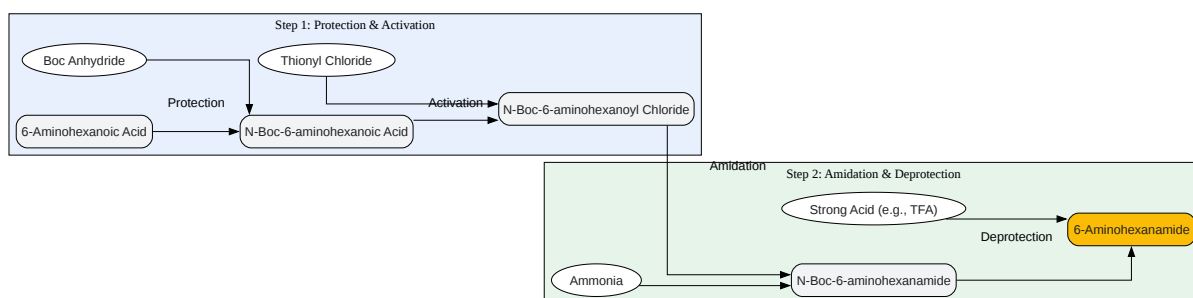 Step 1: Protection & Activation
Boc Anhydride
Thionyl Chloride
Protection
Activation
N-Boc-6-aminohexanoyl Chloride
6-Aminohexanoic Acid
N-Boc-6-aminohexanoic Acid
Amidation
Step 2: Amidation & Deprotection
Strong Acid (e.g., TFA)
6-Aminohexanamide
Deprotection
Ammonia
N-Boc-6-aminohexanamide